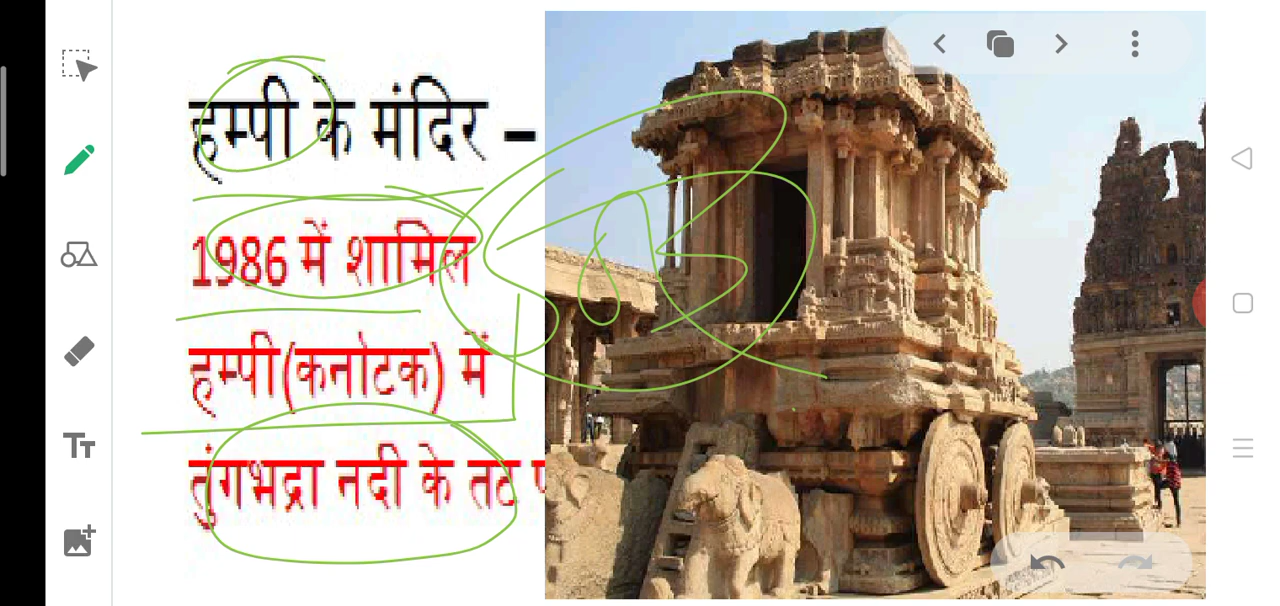 हम्पी के मंदिर –
1986 में शामिल
हम्पी(कर्नाटक) में
तुंगभद्रा नदी के तट